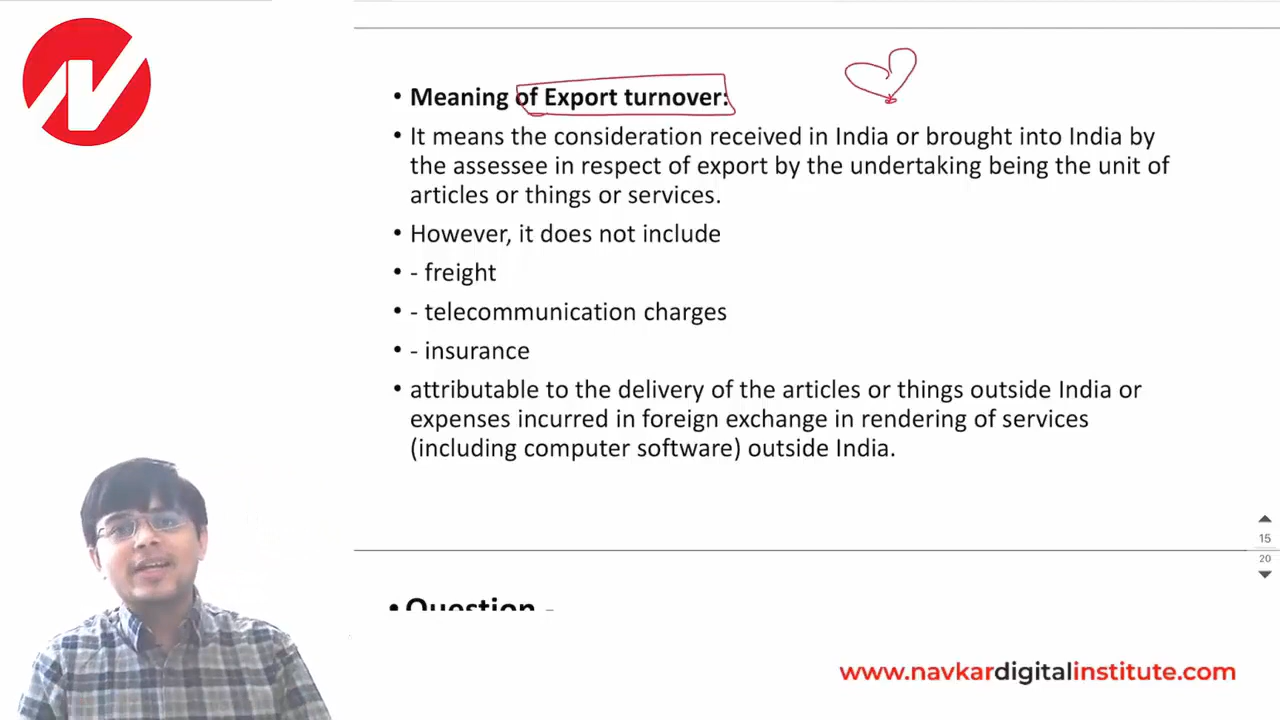 • Meaning of Export turnover:
• It means the consideration received in India or brought into India by
the assessee in respect of export by the undertaking being the unit of
articles or things or services.
• However, it does not include
• - freight
• - telecommunication charges
• - insurance
• attributable to the delivery of the articles or things outside India or
expenses incurred in foreign exchange in rendering of services
(including computer software) outside India.
15
20
• Question -
www.navkardigitalinstitute.com